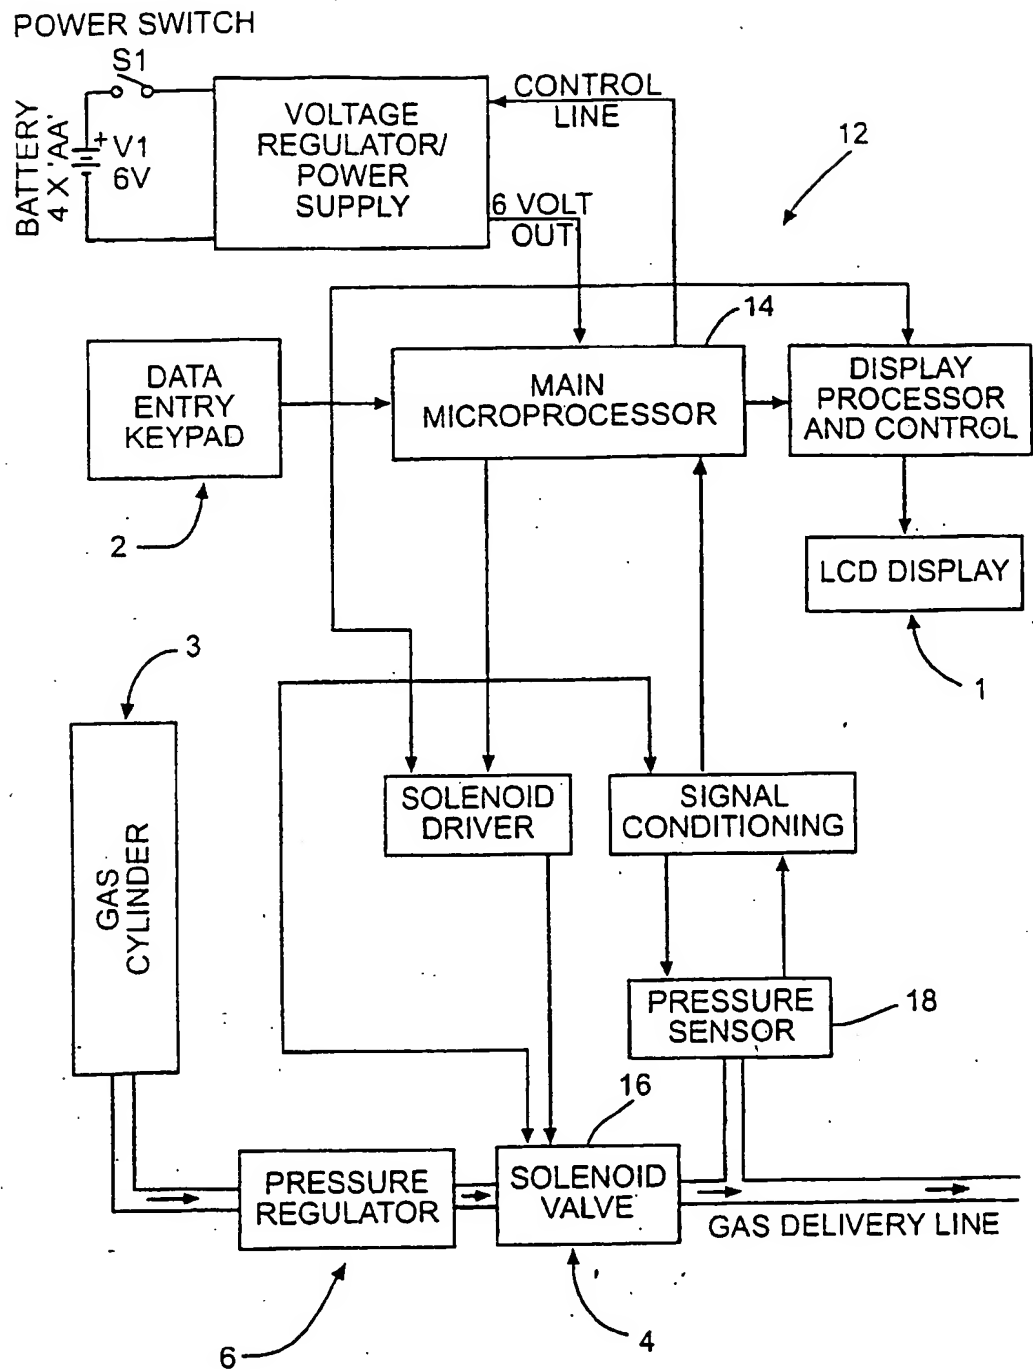 POWER SWITCH
S1
BATTERY
4 X 'AA'
+
V1
6V
VOLTAGE
REGULATOR/
POWER
SUPPLY
CONTROL
LINE
6 VOLT
OUT
12
14
DATA
ENTRY
KEYPAD
MAIN
MICROPROCESSOR
DISPLAY
PROCESSOR
AND CONTROL
2
LCD DISPLAY
1
3
GAS
CYLINDER
SOLENOID
DRIVER
SIGNAL
CONDITIONING
PRESSURE
SENSOR
18
16
PRESSURE
REGULATOR
SOLENOID
VALVE
GAS DELIVERY LINE
6
4